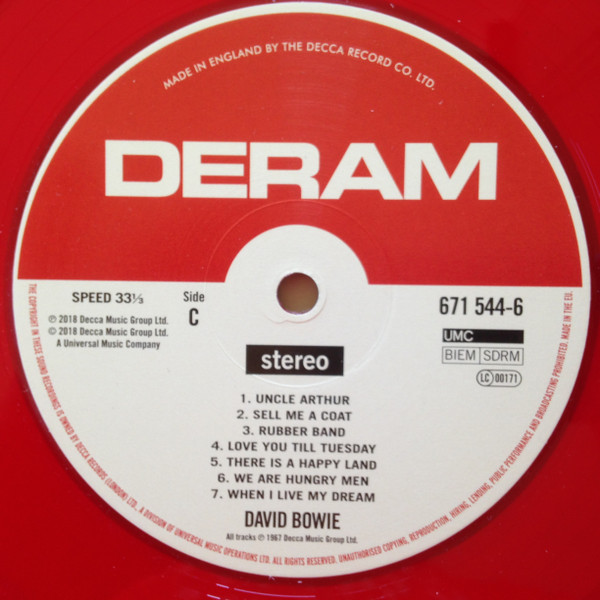 MADE IN ENGLAND BY THE DECCA RECORD CO. LTD.
DERAM
SPEED 33⅓
Side
C
671 544-6
℗ 2018 Decca Music Group Ltd.
© 2018 Decca Music Group Ltd.
A Universal Music Company
UMC
BIEM SDRM
LC 00171
stereo
1. UNCLE ARTHUR
2. SELL ME A COAT
3. RUBBER BAND
4. LOVE YOU TILL TUESDAY
5. THERE IS A HAPPY LAND
6. WE ARE HUNGRY MEN
7. WHEN I LIVE MY DREAM
DAVID BOWIE
All tracks ℗ 1967 Decca Music Group Ltd.
THE COPYRIGHT IN THESE SOUND RECORDINGS IS OWNED BY DECCA RECORDS (LONDON) LTD., A DIVISION OF UNIVERSAL MUSIC OPERATIONS LTD. ALL RIGHTS RESERVED. UNAUTHORISED COPYING, REPRODUCTION, HIRING, LENDING, PUBLIC PERFORMANCE AND BROADCASTING PROHIBITED. MADE IN THE EU.